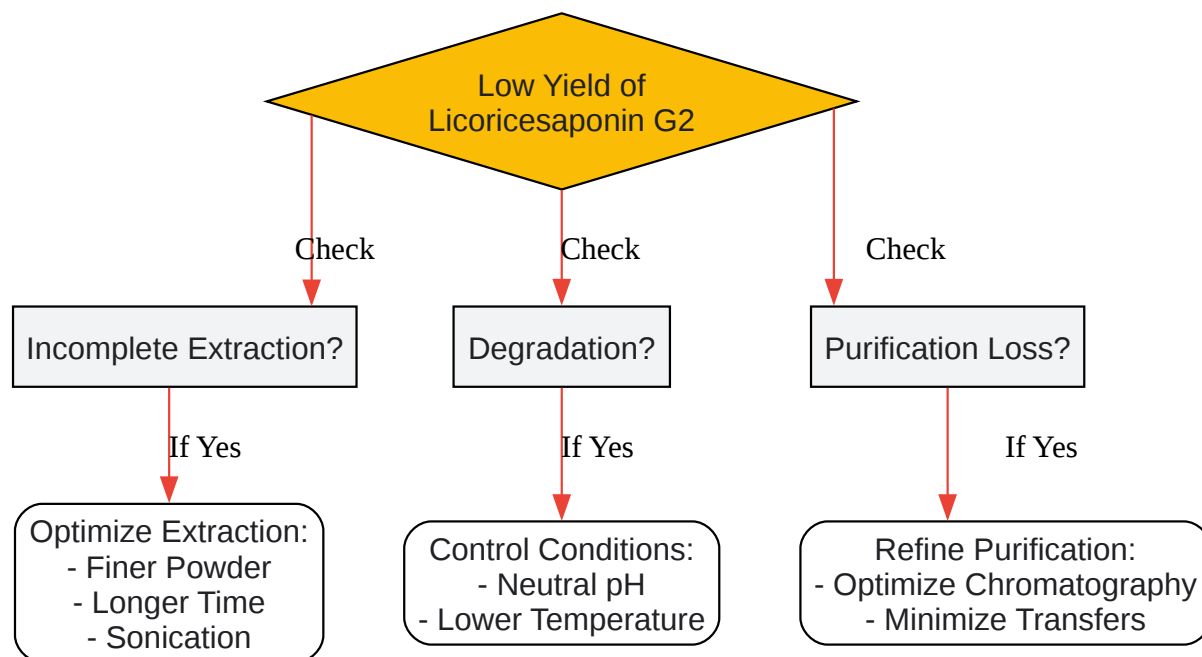 Low Yield of
Licoricesaponin G2
Check
Check
Check
Incomplete Extraction?
Degradation?
Purification Loss?
If Yes
If Yes
If Yes
Optimize Extraction:
- Finer Powder
- Longer Time
- Sonication
Control Conditions:
- Neutral pH
- Lower Temperature
Refine Purification:
- Optimize Chromatography
- Minimize Transfers